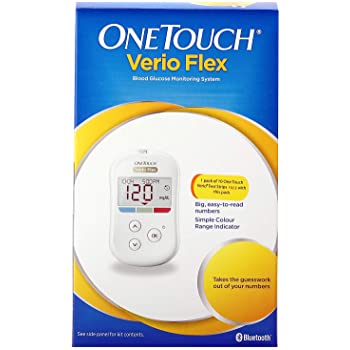 ONETOUCH®
Verio Flex
Blood Glucose Monitoring System
ONETOUCH
Verio Flex
120
mg/dL
OK
1 pack of 10 OneTouch
Verio® Test Strips FREE with
this pack
Big, easy-to-read
numbers
Simple Colour
Range Indicator
Takes the guesswork
out of your numbers
See side panel for kit contents.
Bluetooth®